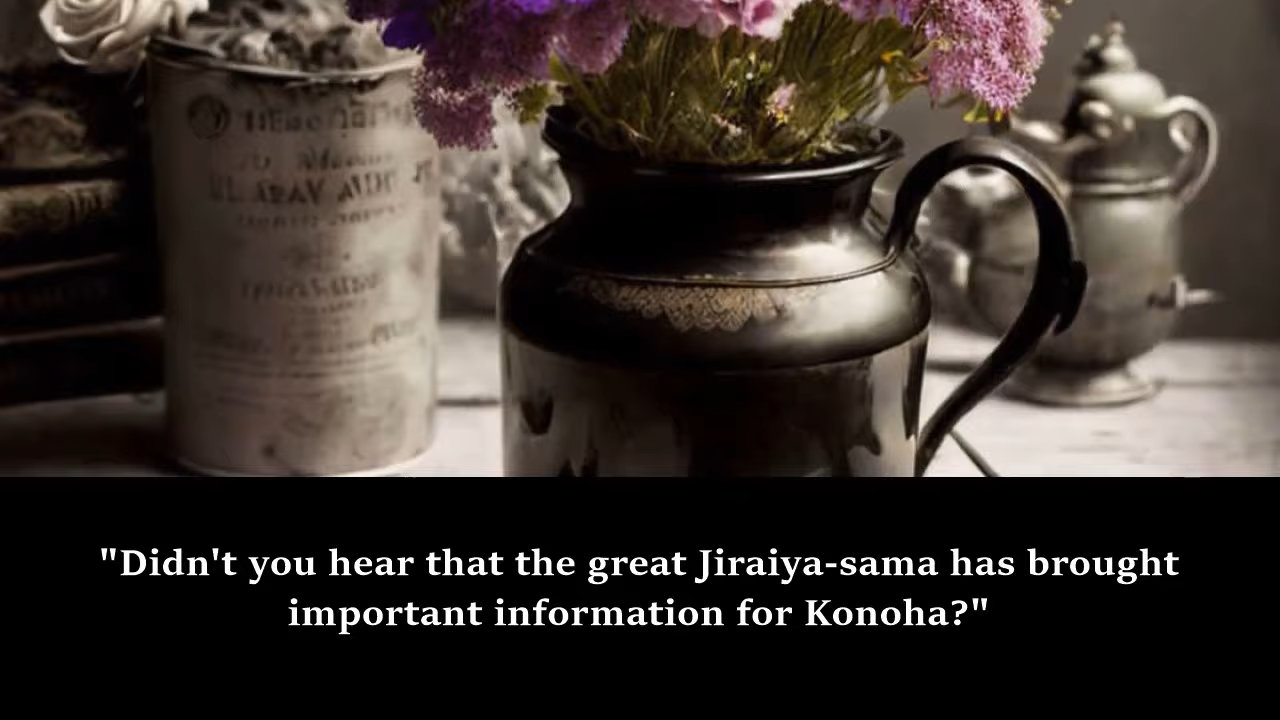 "Didn't you hear that the great Jiraiya-sama has brought
important information for Konoha?"